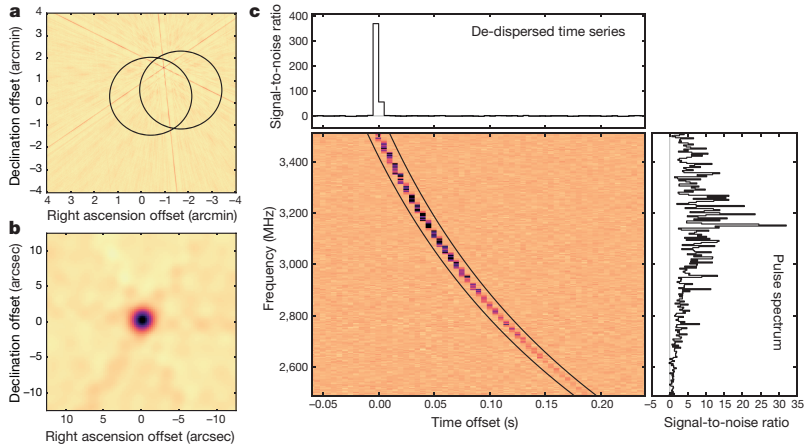 a
4
3
2
1
0
−1
−2
−3
−4
Declination offset (arcmin)
4 3 2 1 0 −1 −2 −3 −4
Right ascension offset (arcmin)
b
10
5
0
−5
−10
Declination offset (arcsec)
10 5 0 −5 −10
Right ascension offset (arcsec)
c
400
300
200
100
0
Signal-to-noise ratio
De-dispersed time series
3,400
3,200
3,000
2,800
2,600
Frequency (MHz)
−0.05 0.00 0.05 0.10 0.15 0.20
Time offset (s)
Pulse spectrum
−5 0 5 10 15 20 25 30 35
Signal-to-noise ratio